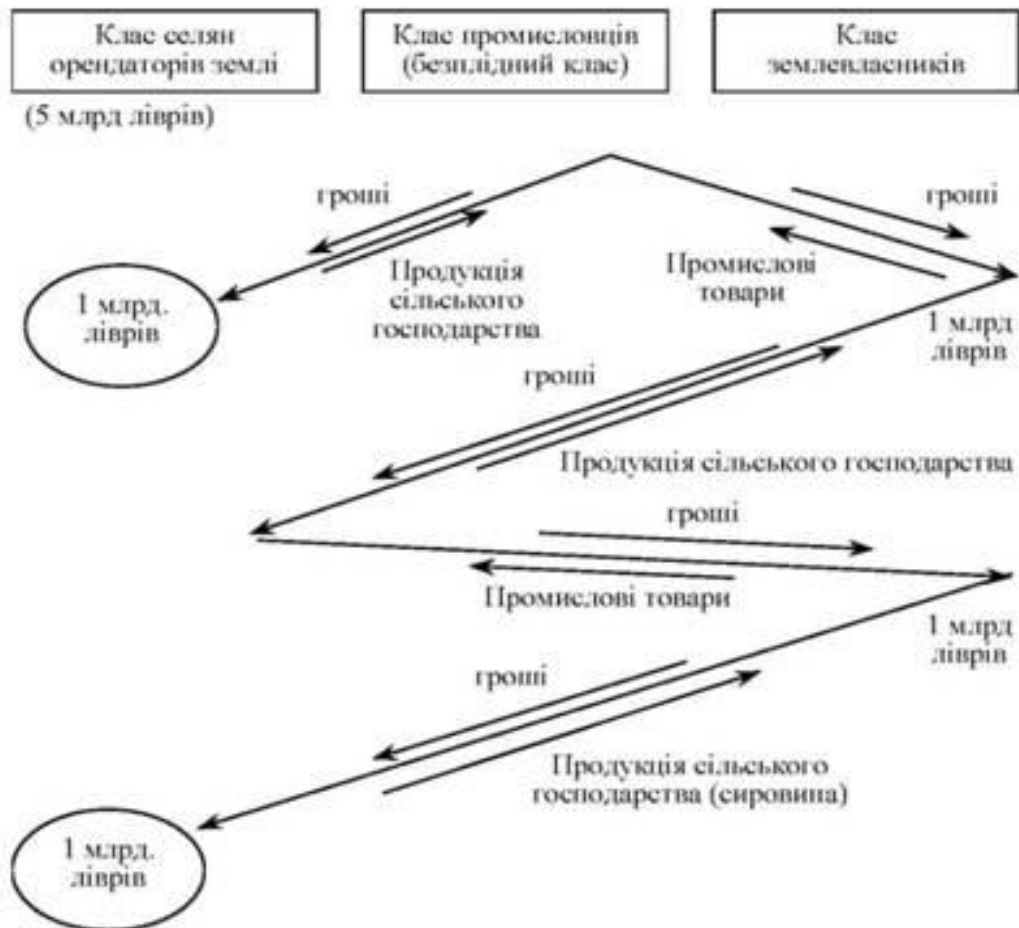 Клас селян
орендаторів землі
Клас промисловців
(безплідний клас)
Клас
землевласників
(5 млрд ліврів)
гроші
гроші
Продукція
сільського
господарства
Промислові
товари
1 млрд.
ліврів
1 млрд
ліврів
гроші
Продукція сільського господарства
гроші
Промислові товари
1 млрд
ліврів
гроші
Продукція сільського
господарства (сировина)
1 млрд.
ліврів